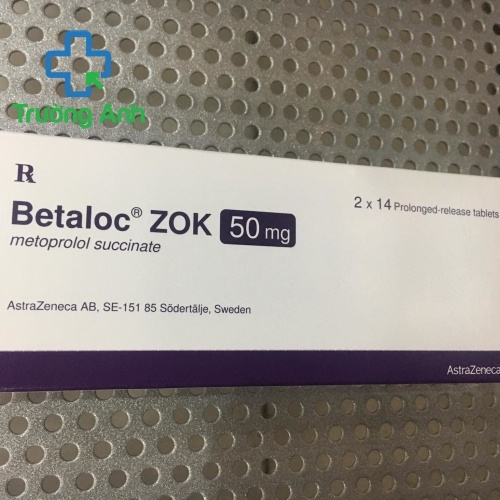 Trường Anh
Rx
Betaloc® ZOK 50 mg
2 x 14 Prolonged-release tablets
metoprolol succinate
AstraZeneca AB, SE-151 85 Södertälje, Sweden
AstraZeneca